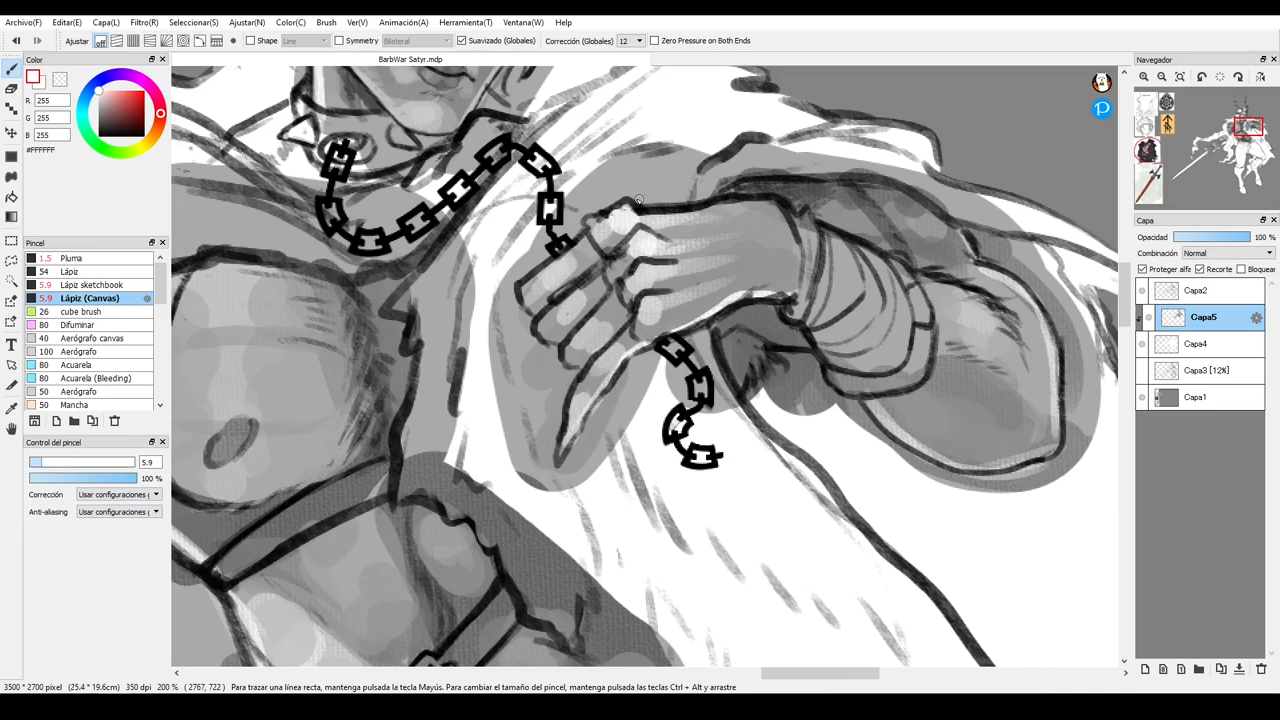 Archivo(F) Editar(E) Capa(L) Filtro(R) Seleccionar(S) Ajustar(N) Color(C) Brush Ver(V) Animación(A) Herramienta(T) Ventana(W) Help
Ajustar off Shape Line Symmetry Bilateral Suavizado (Globales) Corrección (Globales) 12 Zero Pressure on Both Ends
Color
BarbWar Satyr.mdp
Navegador
R 255
G 255
B 255
#FFFFFF
Pincel
1.5 Pluma
54 Lápiz
5.9 Lápiz sketchbook
5.9 Lápiz (Canvas)
26 cube brush
80 Difuminar
40 Aerógrafo canvas
100 Aerógrafo
80 Acuarela
80 Acuarela (Bleeding)
50 Aerógrafo
50 Mancha
Control del pincel
5.9
100 %
Corrección Usar configuraciones g
Anti-aliasing Usar configuraciones g
Capa
Opacidad 100 %
Combinación Normal
Proteger alfa Recorte Bloquear
Capa2
Capa5
Capa4
Capa3 [12%]
Capa1
3500 * 2700 pixel (25.4 * 19.6cm) 350 dpi 200 % ( 2767, 722 ) Para trazar una línea recta, mantenga pulsada la tecla Mayús. Para cambiar el tamaño del pincel, mantenga pulsadas las teclas Ctrl + Alt y arrastre